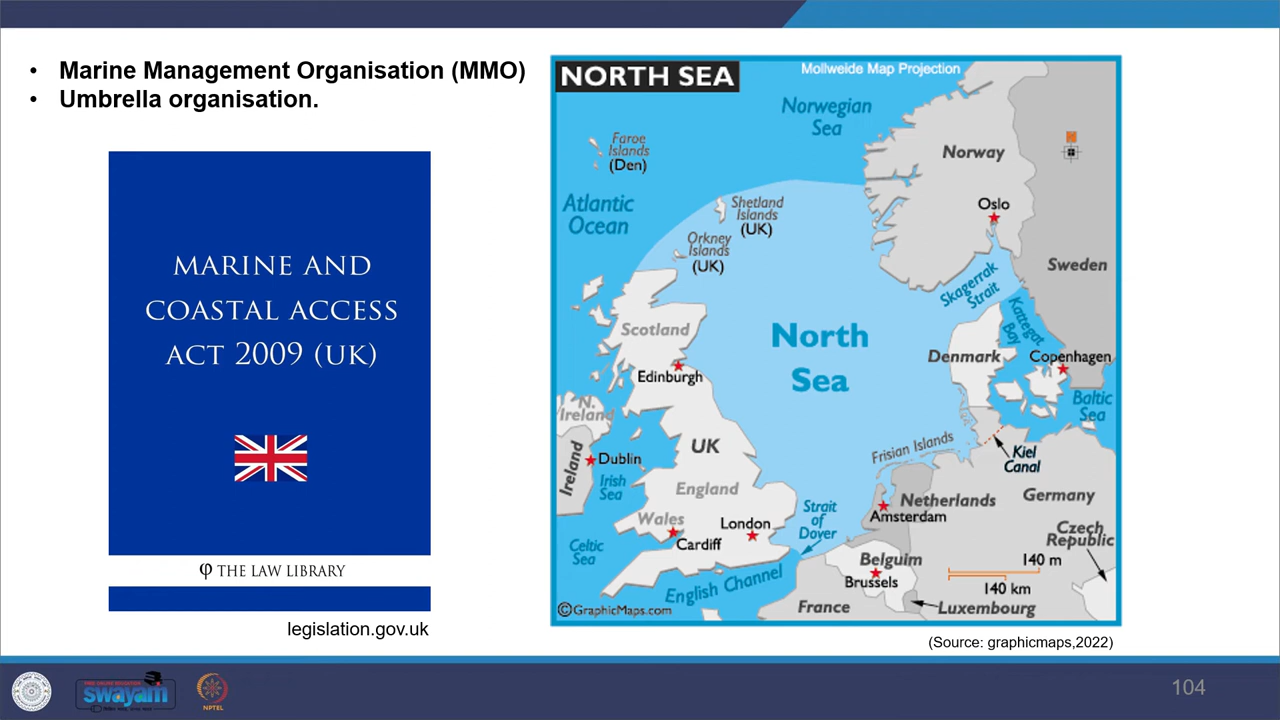 • Marine Management Organisation (MMO)
• Umbrella organisation.
MARINE AND
COASTAL ACCESS
ACT 2009 (UK)
φ THE LAW LIBRARY
legislation.gov.uk
NORTH SEA
Mollweide Map Projection
Norwegian
Sea
Faroe
Islands
(Den)
Norway
Atlantic
Ocean
Shetland
Islands
(UK)
Oslo
Orkney
Islands
(UK)
Sweden
Skagerrak
Strait
Kattegat
Bay
Scotland
North
Sea
Denmark
Copenhagen
Edinburgh
Baltic
Sea
N.
Ireland
Ireland
Dublin
UK
Frisian Islands
Kiel
Canal
Irish
Sea
England
Netherlands
Germany
Wales
London
Strait
of
Dover
Amsterdam
Czech
Republic
Cardiff
Celtic
Sea
Belguim
140 m
English Channel
Brussels
140 km
©GraphicMaps.com
France
Luxembourg
(Source: graphicmaps,2022)
swayam
NPTEL
104